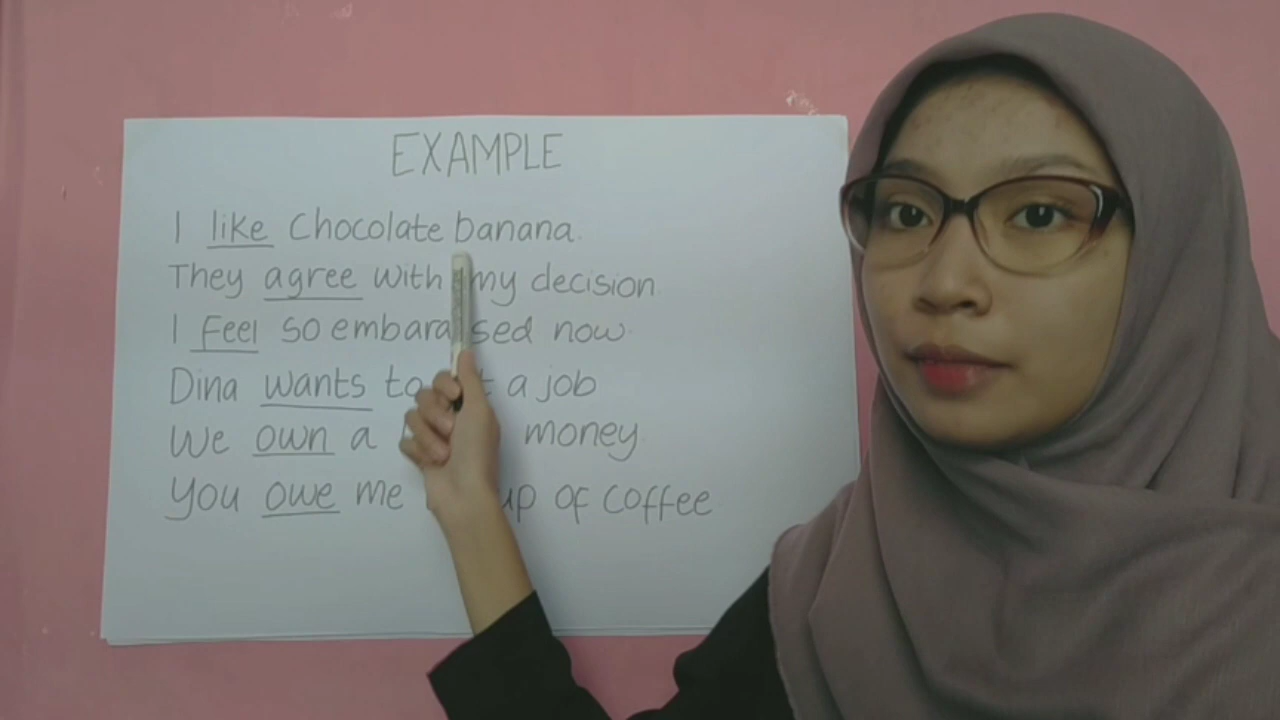 EXAMPLE
I like Chocolate banana.
They agree with my decision
I Feel so embarassed now.
Dina wants to a job
We own a money
You owe me of coffee